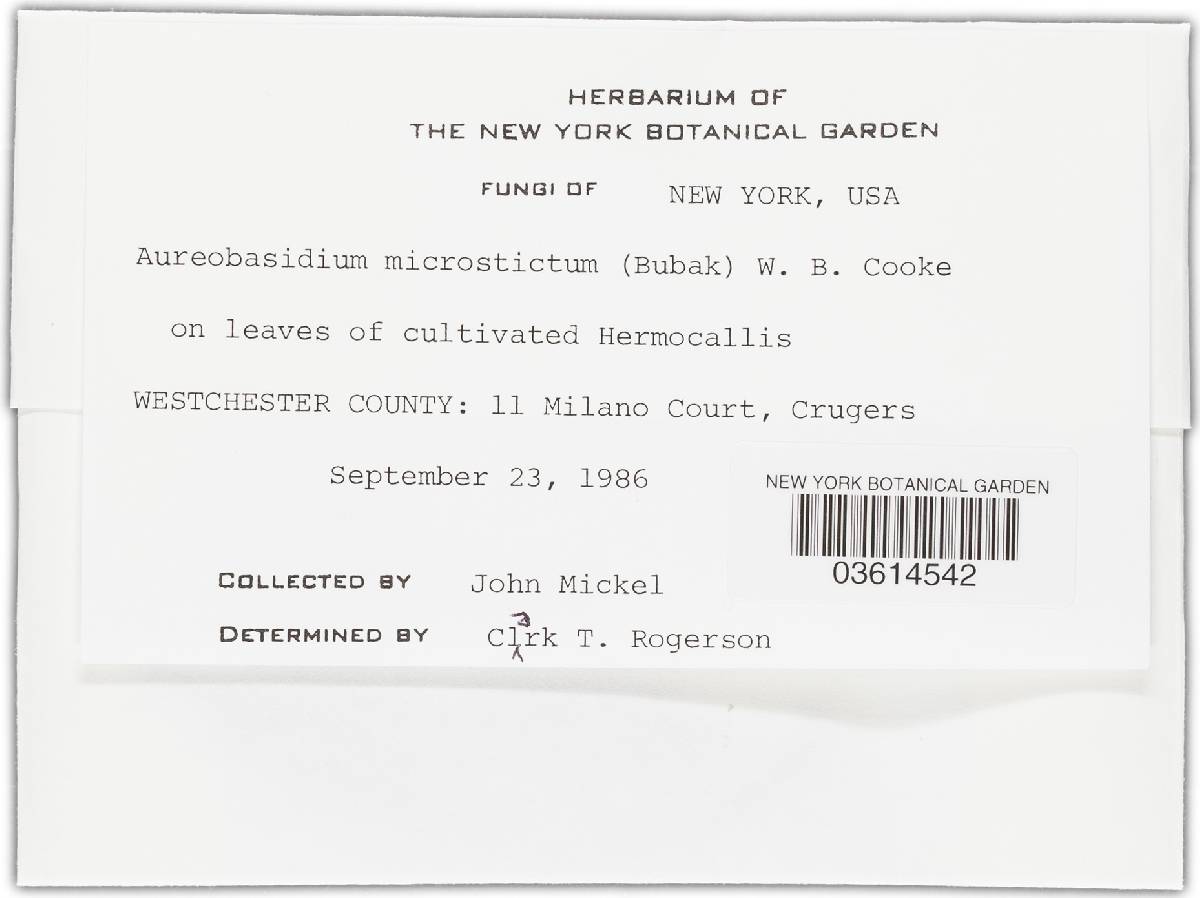 HERBARIUM OF
THE NEW YORK BOTANICAL GARDEN
FUNGI OF NEW YORK, USA
Aureobasidium microstictum (Bubak) W. B. Cooke
on leaves of cultivated Hermocallis
WESTCHESTER COUNTY: 11 Milano Court, Crugers
September 23, 1986
NEW YORK BOTANICAL GARDEN
03614542
COLLECTED BY John Mickel
DETERMINED BY Clark T. Rogerson